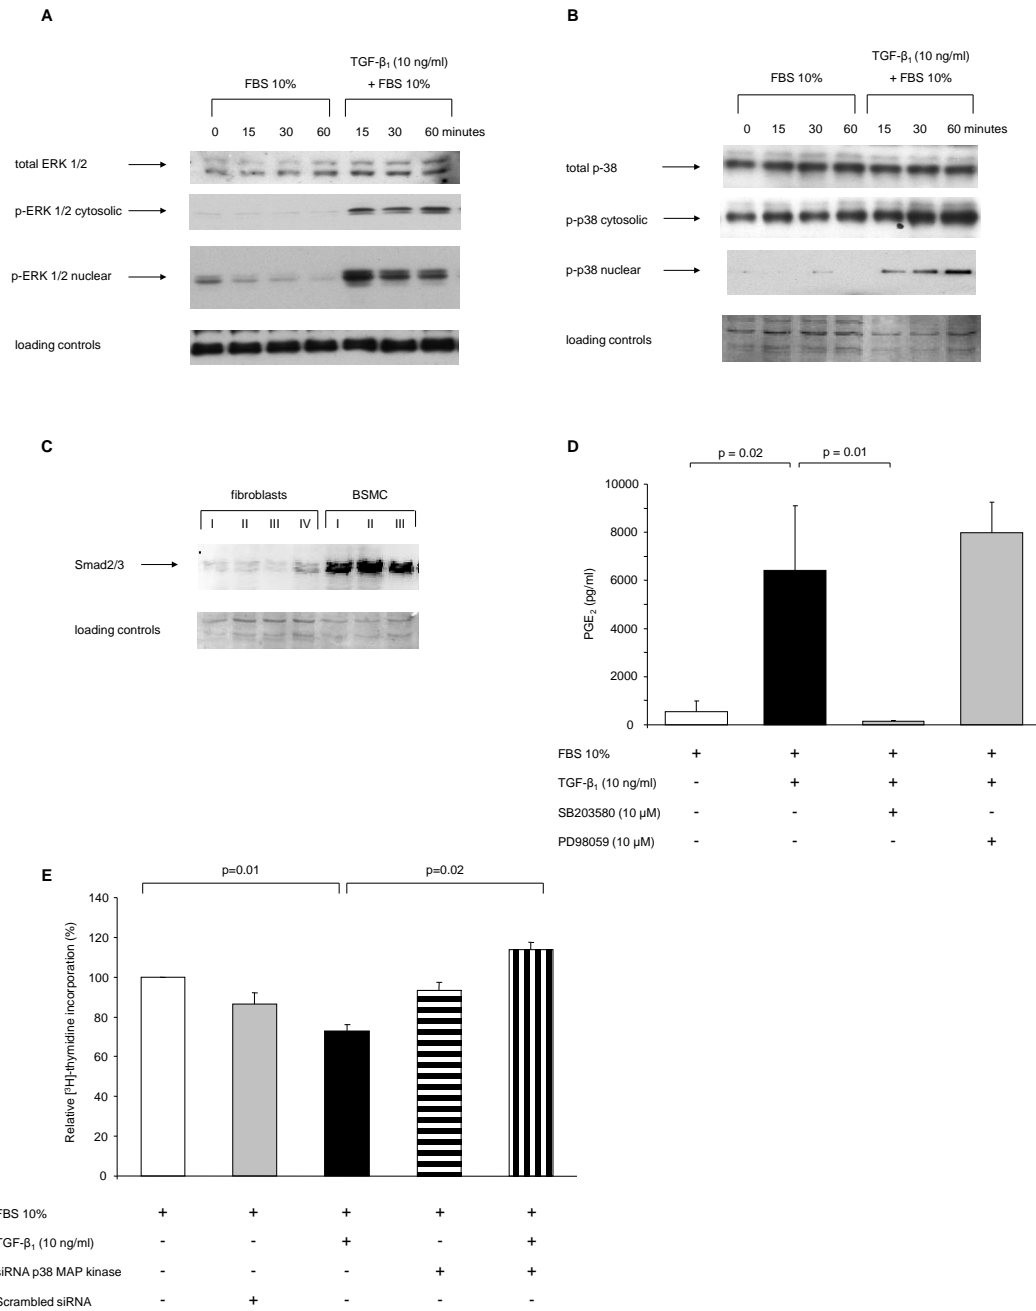 A
TGF-β₁ (10 ng/ml)
FBS 10% + FBS 10%
0 15 30 60 15 30 60 minutes
total ERK 1/2
p-ERK 1/2 cytosolic
p-ERK 1/2 nuclear
loading controls
B
TGF-β₁ (10 ng/ml)
FBS 10% + FBS 10%
0 15 30 60 15 30 60 minutes
total p-38
p-p38 cytosolic
p-p38 nuclear
loading controls
C
fibroblasts BSMC
I II III IV I II III
Smad2/3
loading controls
D
p = 0.02 p = 0.01
10000
8000
6000
4000
2000
0
PGE₂ (pg/ml)
FBS 10% + + + +
TGF-β₁ (10 ng/ml) - + + +
SB203580 (10 µM) - - + -
PD98059 (10 µM) - - - +
E
p=0.01 p=0.02
140
120
100
80
60
40
20
0
Relative [³H]-thymidine incorporation (%)
FBS 10% + + + + +
TGF-β₁ (10 ng/ml) - - + - +
siRNA p38 MAP kinase - - - + +
Scrambled siRNA - + - - -